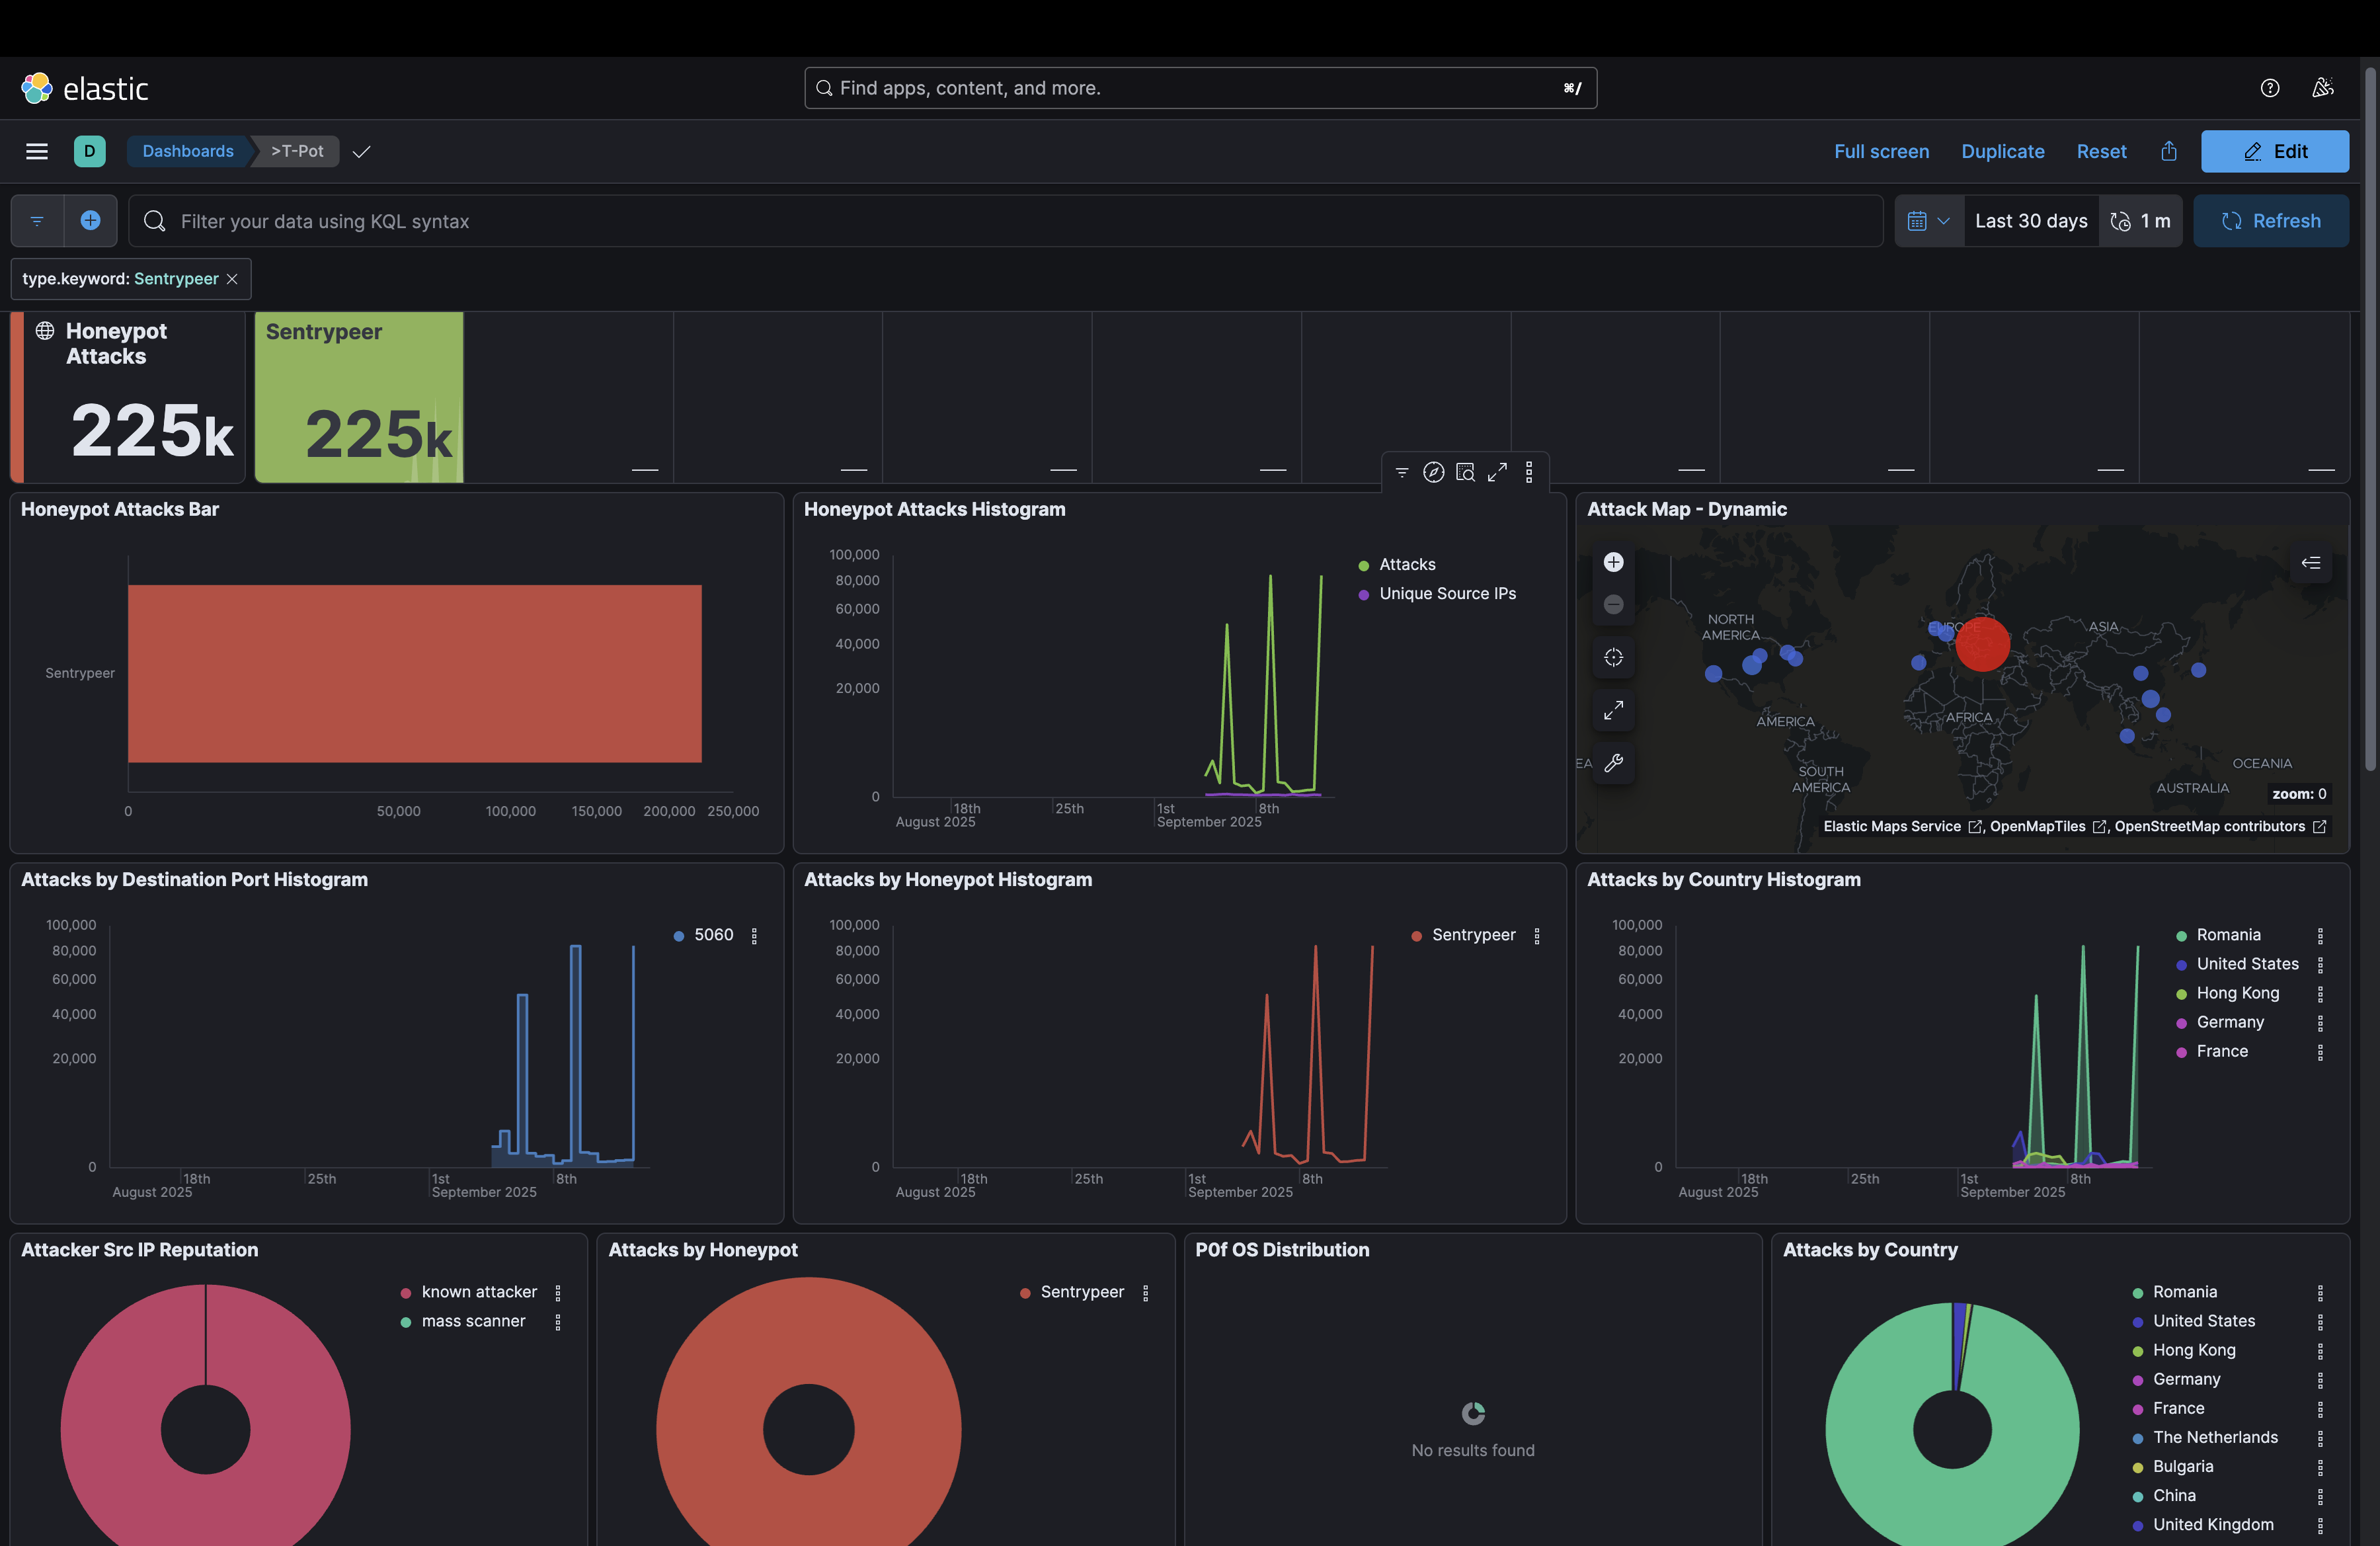 elastic
Find apps, content, and more.
⌘/
D
Dashboards
>T-Pot
Full screen
Duplicate
Reset
Edit
Filter your data using KQL syntax
Last 30 days
1 m
Refresh
type.keyword: Sentrypeer
Honeypot
Attacks
225k
Sentrypeer
225k
Honeypot Attacks Bar
Sentrypeer
0
50,000
100,000
150,000
200,000
250,000
Honeypot Attacks Histogram
100,000
80,000
60,000
40,000
20,000
0
18th
25th
1st
8th
August 2025
September 2025
Attacks
Unique Source IPs
Attack Map - Dynamic
NORTH
AMERICA
EUROPE
ASIA
AMERICA
AFRICA
EA
SOUTH
AMERICA
OCEANIA
AUSTRALIA
zoom: 0
Elastic Maps Service , OpenMapTiles , OpenStreetMap contributors
Attacks by Destination Port Histogram
100,000
80,000
60,000
40,000
20,000
0
18th
25th
1st
8th
August 2025
September 2025
5060
Attacks by Honeypot Histogram
100,000
80,000
60,000
40,000
20,000
0
18th
25th
1st
8th
August 2025
September 2025
Sentrypeer
Attacks by Country Histogram
100,000
80,000
60,000
40,000
20,000
0
18th
25th
1st
8th
August 2025
September 2025
Romania
United States
Hong Kong
Germany
France
Attacker Src IP Reputation
known attacker
mass scanner
Attacks by Honeypot
Sentrypeer
P0f OS Distribution
No results found
Attacks by Country
Romania
United States
Hong Kong
Germany
France
The Netherlands
Bulgaria
China
United Kingdom